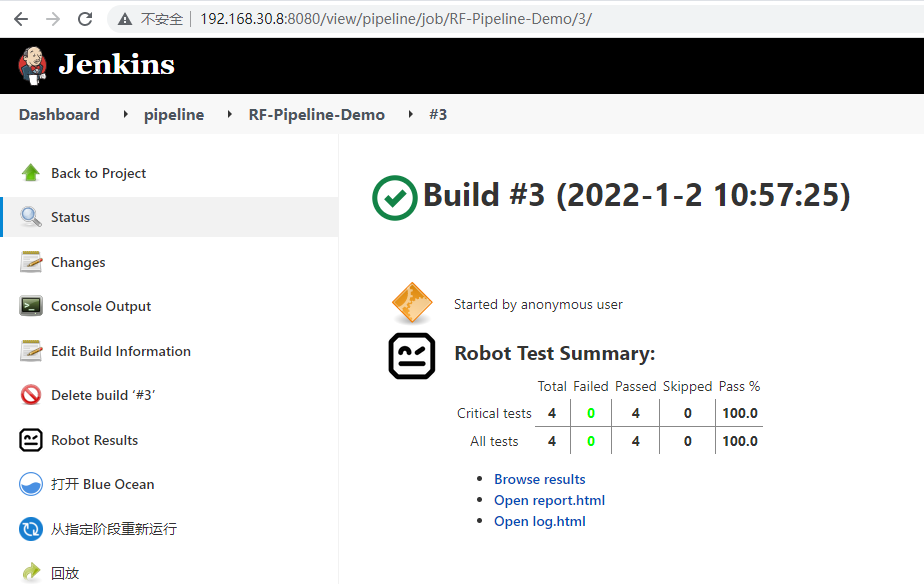 不安全 192.168.30.8:8080/view/pipeline/job/RF-Pipeline-Demo/3/
Jenkins
Dashboard pipeline RF-Pipeline-Demo #3
Back to Project
Status
Changes
Console Output
Edit Build Information
Delete build ‘#3’
Robot Results
打开 Blue Ocean
从指定阶段重新运行
回放
Build #3 (2022-1-2 10:57:25)
Started by anonymous user
Robot Test Summary:
Total Failed Passed Skipped Pass %
Critical tests 4 0 4 0 100.0
All tests 4 0 4 0 100.0
Browse results
Open report.html
Open log.html